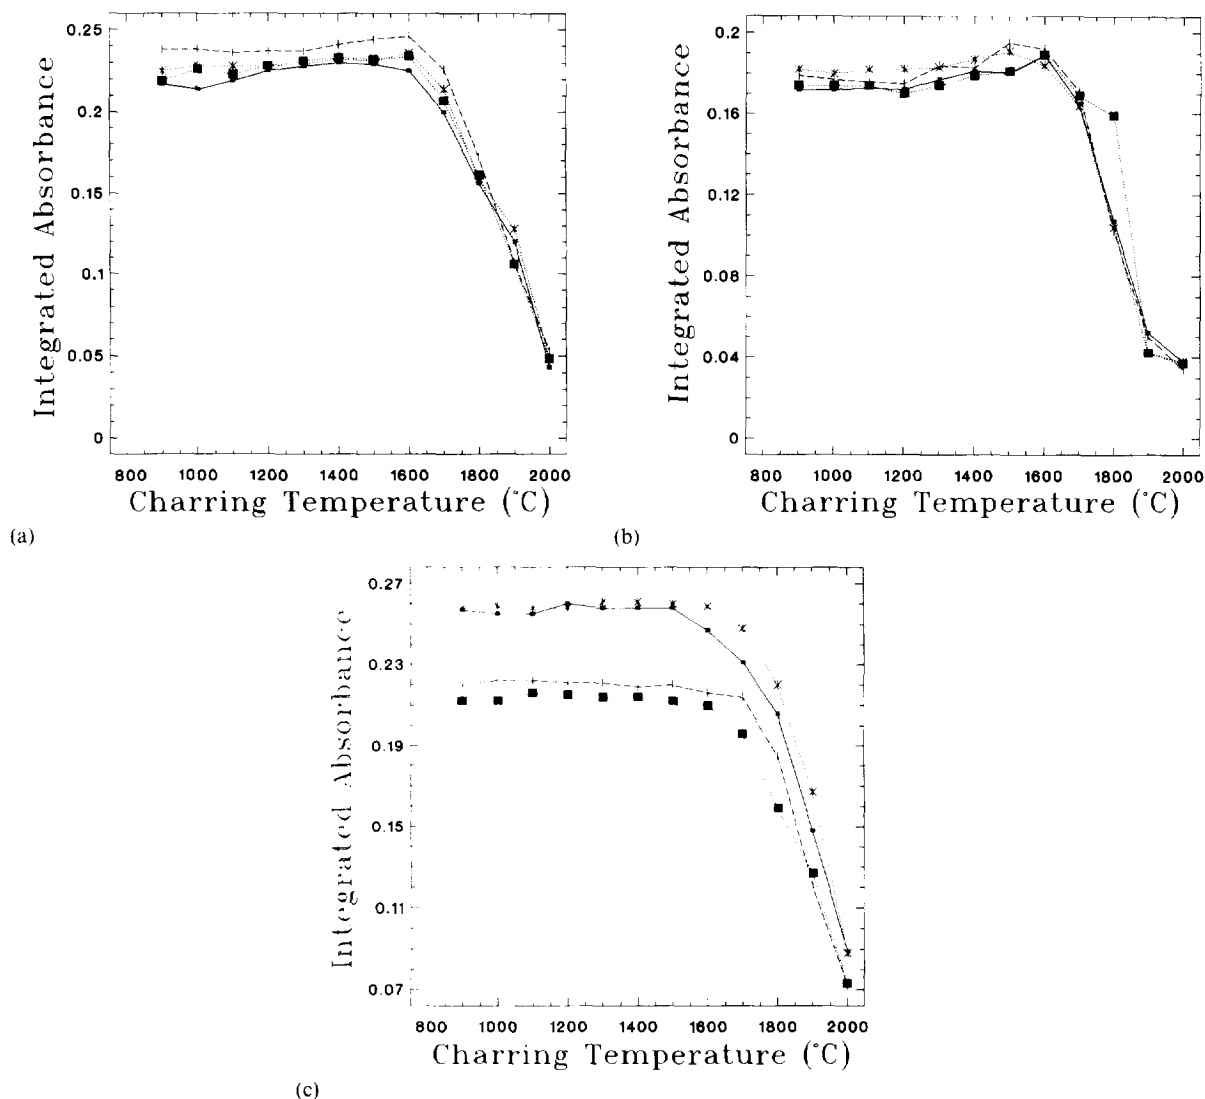 0.25
0.2
0.15
0.1
0.05
0
Integrated Absorbance
800 1000 1200 1400 1600 1800 2000
Charring Temperature (°C)
(a)
0.2
0.16
0.12
0.08
0.04
0
Integrated Absorbance
800 1000 1200 1400 1600 1800 2000
Charring Temperature (°C)
(b)
0.27
0.23
0.19
0.15
0.11
0.07
Integrated Absorbance
800 1000 1200 1400 1600 1800 2000
Charring Temperature (°C)
(c)